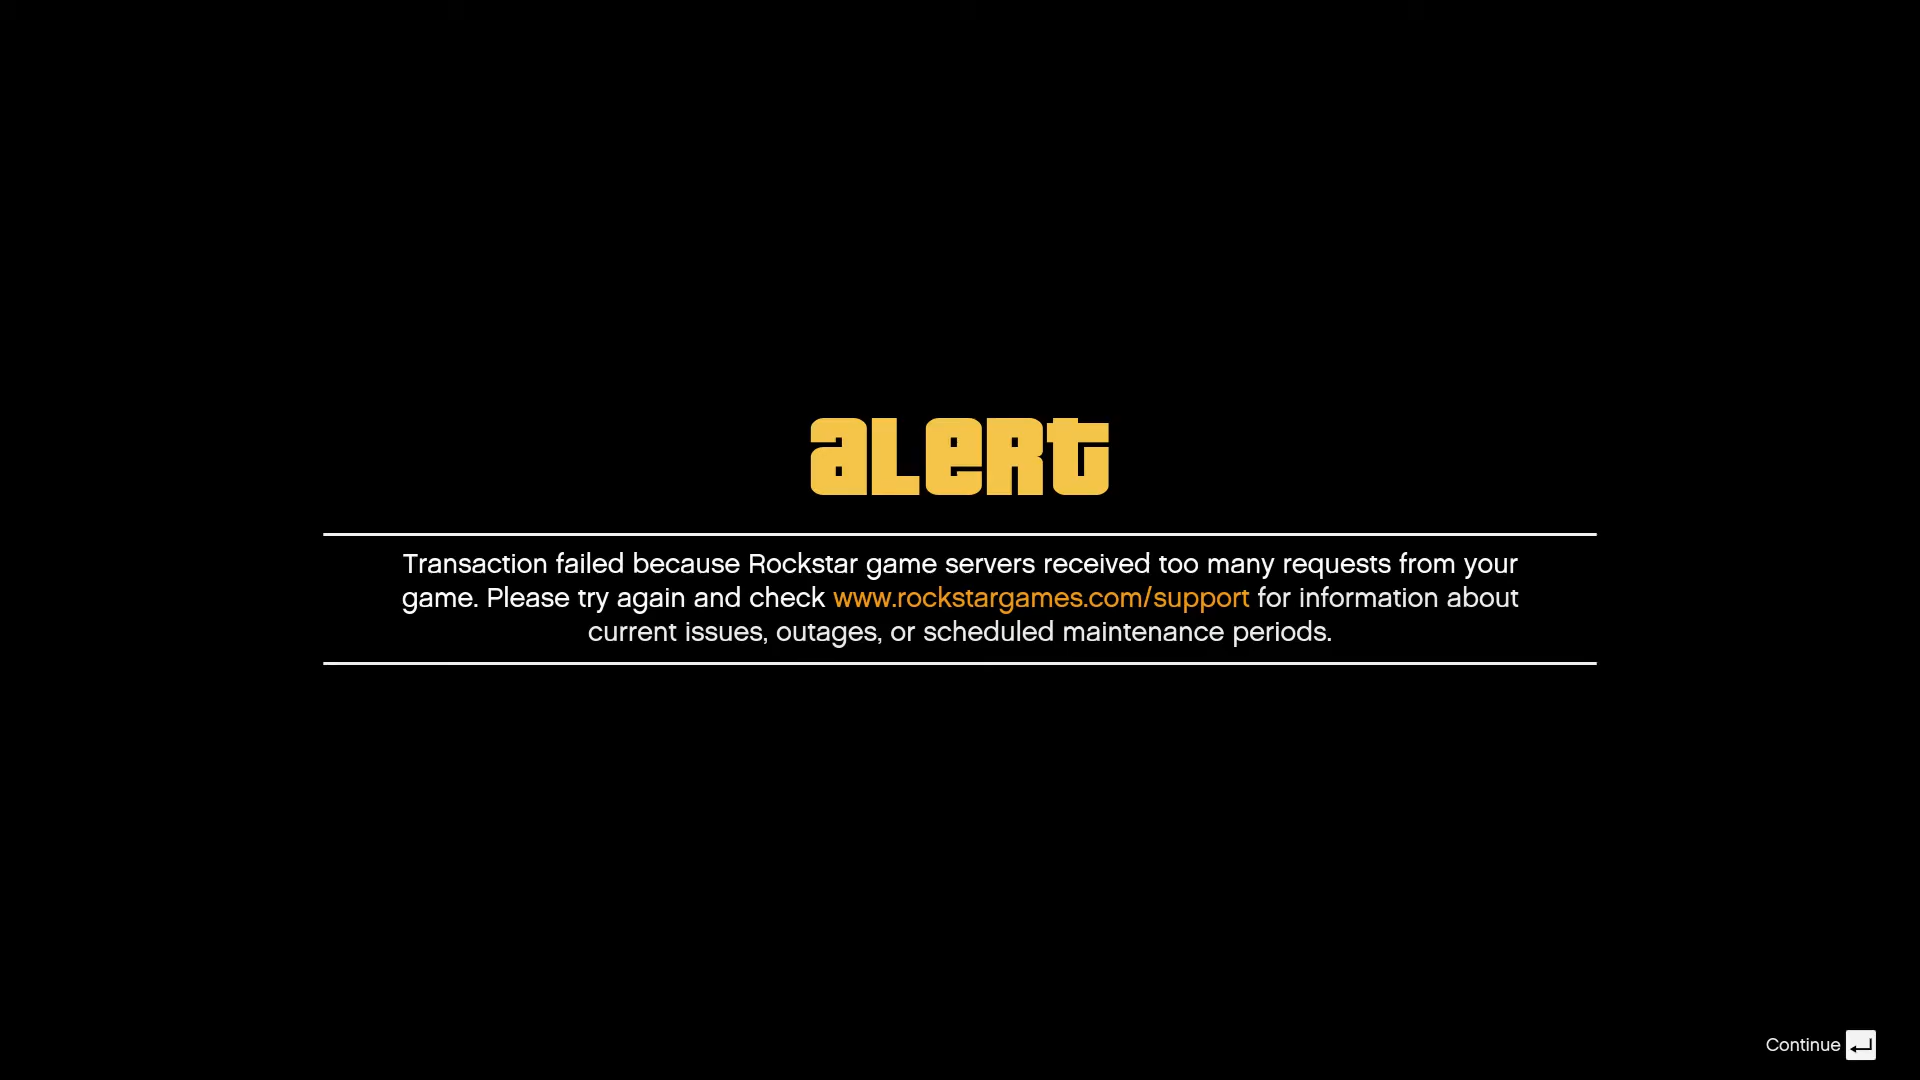 aLeRt
Transaction failed because Rockstar game servers received too many requests from your
game. Please try again and check www.rockstargames.com/support for information about
current issues, outages, or scheduled maintenance periods.
Continue